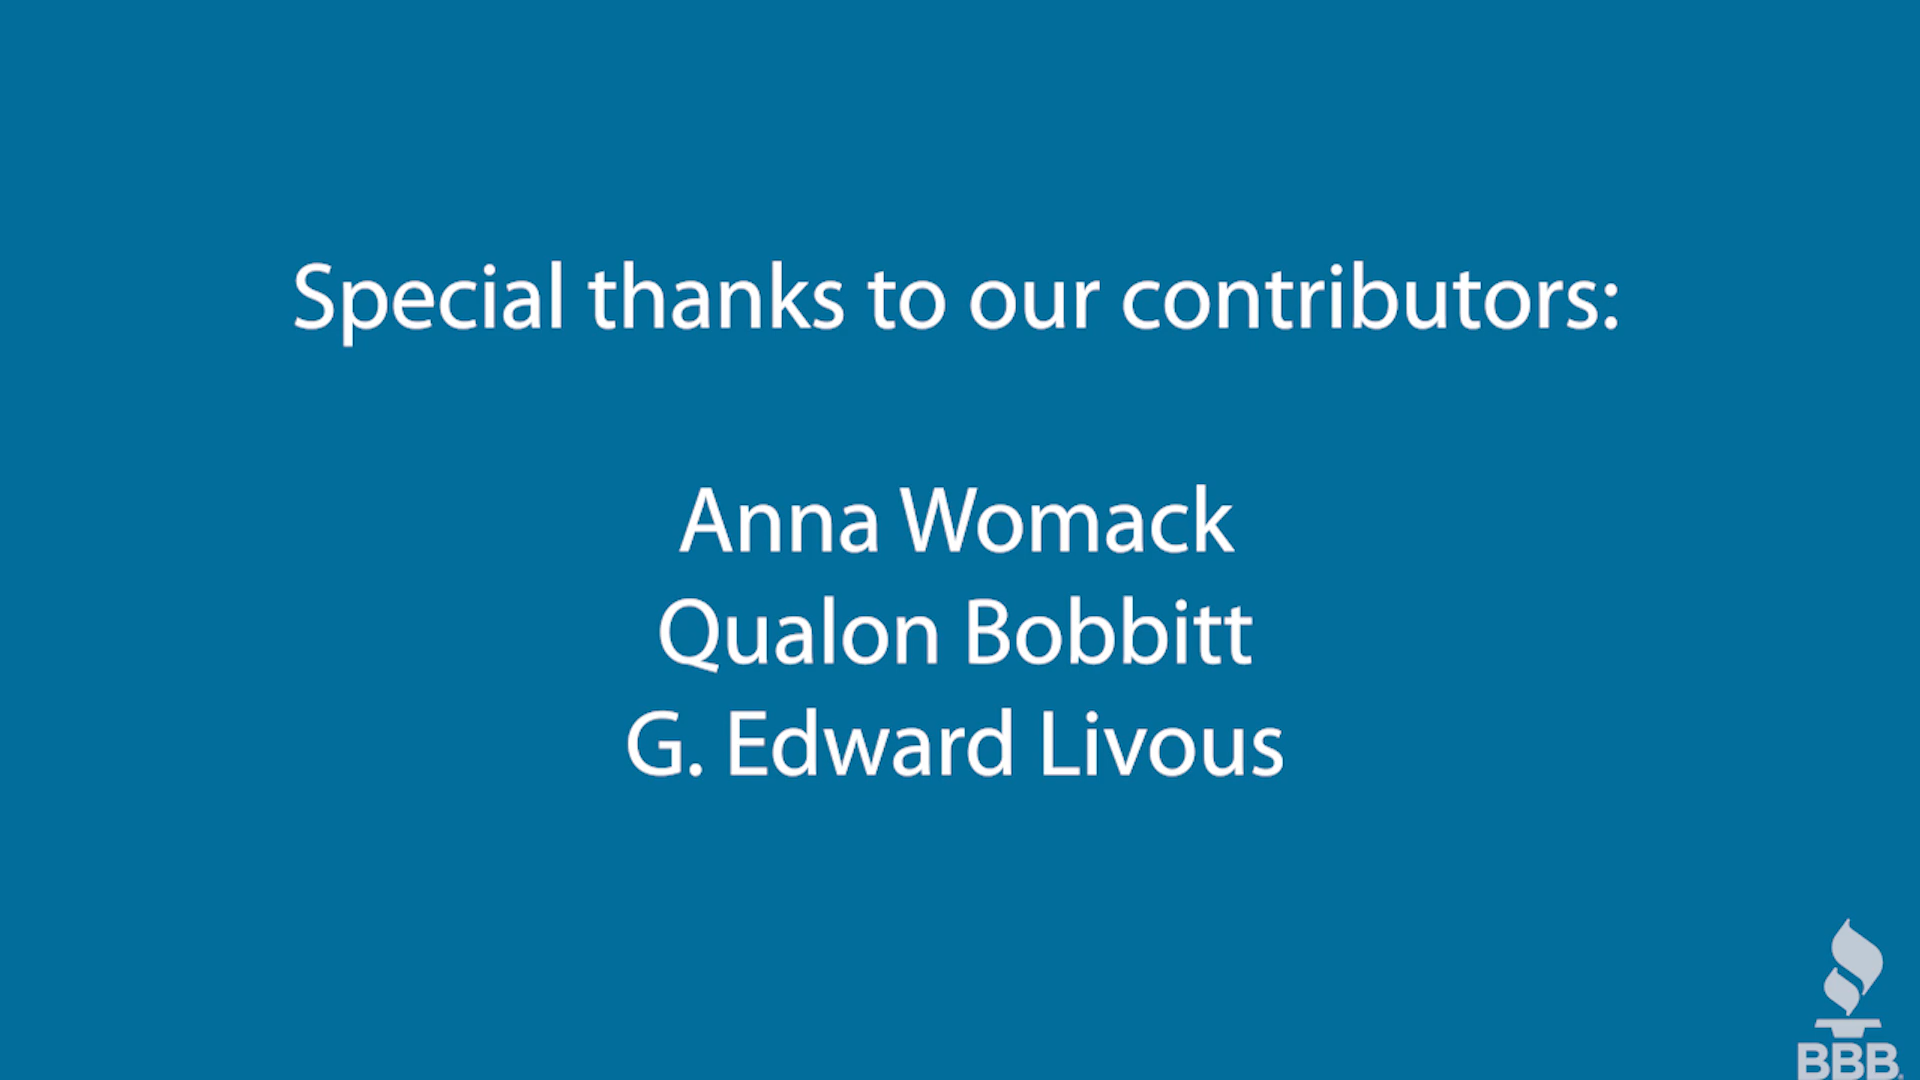 Special thanks to our contributors:
Anna Womack
Qualon Bobbitt
G. Edward Livous
BBB®